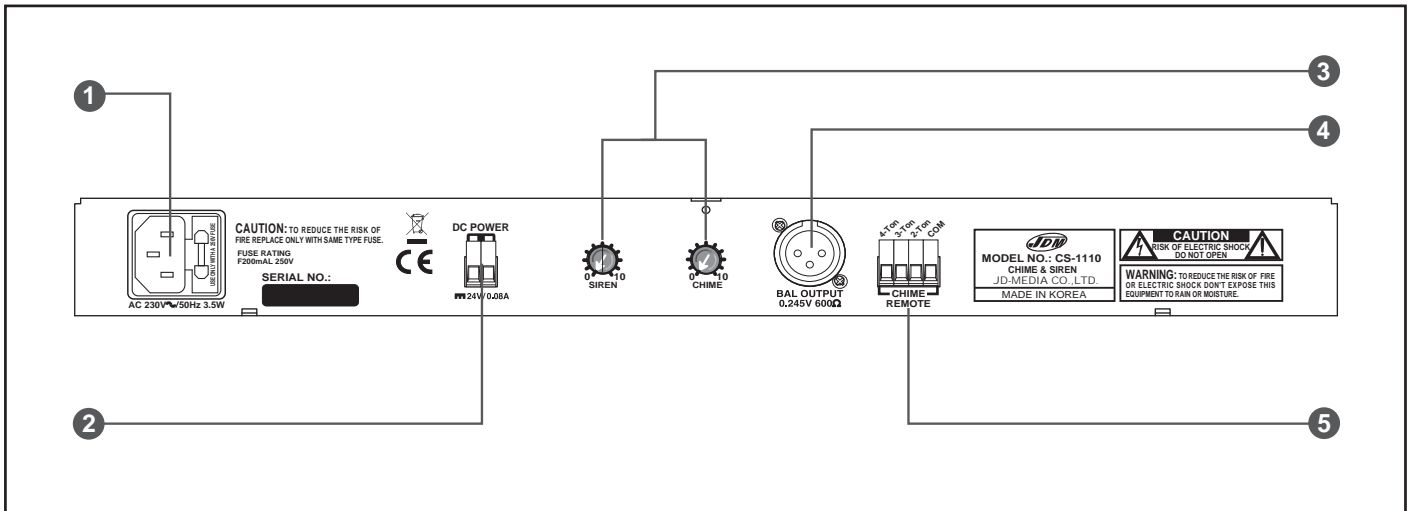 1
3
4
CAUTION: TO REDUCE THE RISK OF
FIRE REPLACE ONLY WITH SAME TYPE FUSE.
FUSE RATING
F200mAL 250V
SERIAL NO.:
USE ONLY WITH A 250V FUSE
AC 230V~/50Hz 3.5W
CE
DC POWER
24V/0.08A
0 10
SIREN
0 10
CHIME
BAL OUTPUT
0.245V 600Ω
4-Ton
3-Ton
2-Ton
COM
CHIME
REMOTE
JDM
MODEL NO.: CS-1110
CHIME & SIREN
JD-MEDIA CO.,LTD.
MADE IN KOREA
CAUTION
RISK OF ELECTRIC SHOCK
DO NOT OPEN
WARNING: TO REDUCE THE RISK OF FIRE
OR ELECTRIC SHOCK DON'T EXPOSE THIS
EQUIPMENT TO RAIN OR MOISTURE.
2
5